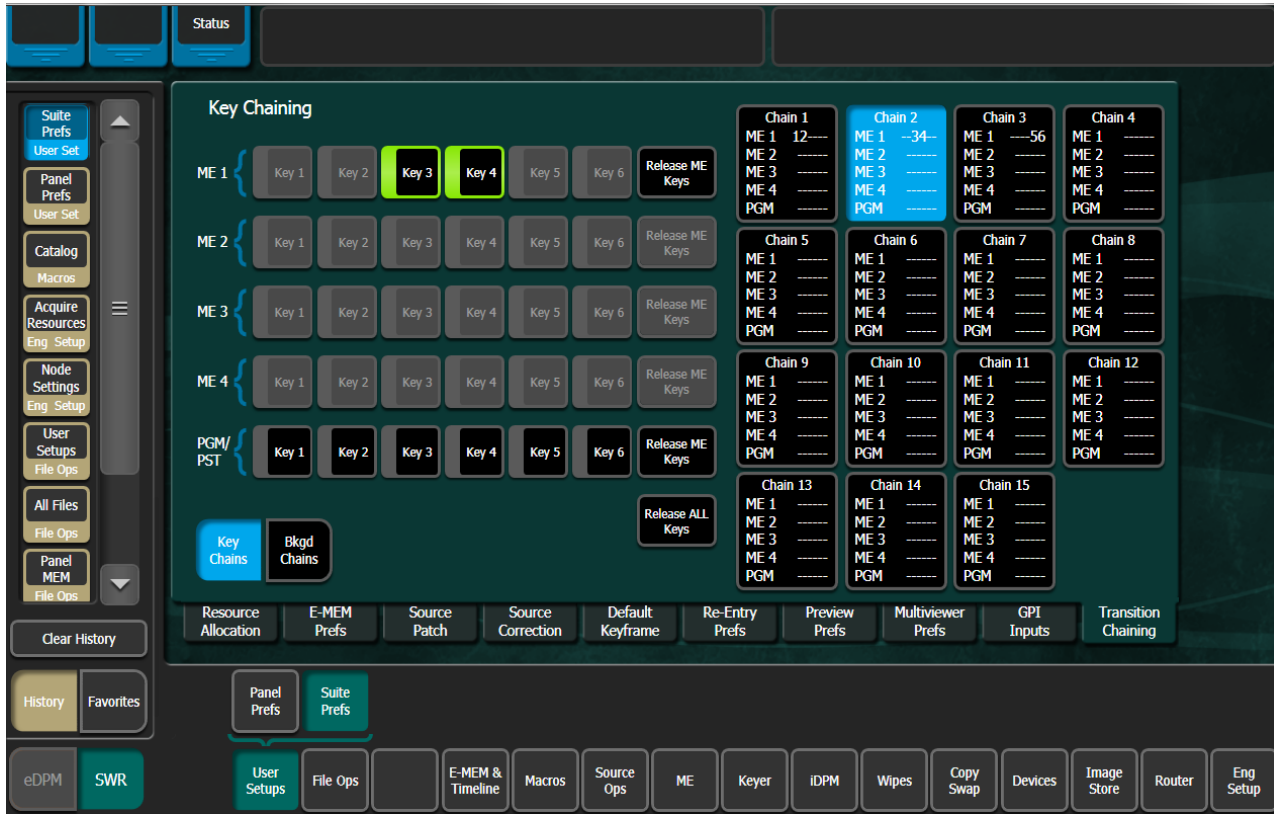 Status
Suite
Prefs
User Set
Panel
Prefs
User Set
Catalog
Macros
Acquire
Resources
Eng Setup
Node
Settings
Eng Setup
User
Setups
File Ops
All Files
File Ops
Panel
MEM
File Ops
Clear History
History Favorites
eDPM SWR
Key Chaining
ME 1 Key 1 Key 2 Key 3 Key 4 Key 5 Key 6 Release ME
Keys
ME 2 Key 1 Key 2 Key 3 Key 4 Key 5 Key 6 Release ME
Keys
ME 3 Key 1 Key 2 Key 3 Key 4 Key 5 Key 6 Release ME
Keys
ME 4 Key 1 Key 2 Key 3 Key 4 Key 5 Key 6 Release ME
Keys
PGM/
PST Key 1 Key 2 Key 3 Key 4 Key 5 Key 6 Release ME
Keys
Release ALL
Keys
Key
Chains
Bkgd
Chains
Chain 1
ME 1 12----
ME 2 ------
ME 3 ------
ME 4 ------
PGM ------
Chain 2
ME 1 --34--
ME 2 ------
ME 3 ------
ME 4 ------
PGM ------
Chain 3
ME 1 ----56
ME 2 ------
ME 3 ------
ME 4 ------
PGM ------
Chain 4
ME 1 ------
ME 2 ------
ME 3 ------
ME 4 ------
PGM ------
Chain 5
ME 1 ------
ME 2 ------
ME 3 ------
ME 4 ------
PGM ------
Chain 6
ME 1 ------
ME 2 ------
ME 3 ------
ME 4 ------
PGM ------
Chain 7
ME 1 ------
ME 2 ------
ME 3 ------
ME 4 ------
PGM ------
Chain 8
ME 1 ------
ME 2 ------
ME 3 ------
ME 4 ------
PGM ------
Chain 9
ME 1 ------
ME 2 ------
ME 3 ------
ME 4 ------
PGM ------
Chain 10
ME 1 ------
ME 2 ------
ME 3 ------
ME 4 ------
PGM ------
Chain 11
ME 1 ------
ME 2 ------
ME 3 ------
ME 4 ------
PGM ------
Chain 12
ME 1 ------
ME 2 ------
ME 3 ------
ME 4 ------
PGM ------
Chain 13
ME 1 ------
ME 2 ------
ME 3 ------
ME 4 ------
PGM ------
Chain 14
ME 1 ------
ME 2 ------
ME 3 ------
ME 4 ------
PGM ------
Chain 15
ME 1 ------
ME 2 ------
ME 3 ------
ME 4 ------
PGM ------
Resource
Allocation
E-MEM
Prefs
Source
Patch
Source
Correction
Default
Keyframe
Re-Entry
Prefs
Preview
Prefs
Multiviewer
Prefs
GPI
Inputs
Transition
Chaining
Panel
Prefs
Suite
Prefs
User
Setups
File Ops
E-MEM &
Timeline
Macros
Source
Ops
ME
Keyer
iDPM
Wipes
Copy
Swap
Devices
Image
Store
Router
Eng
Setup